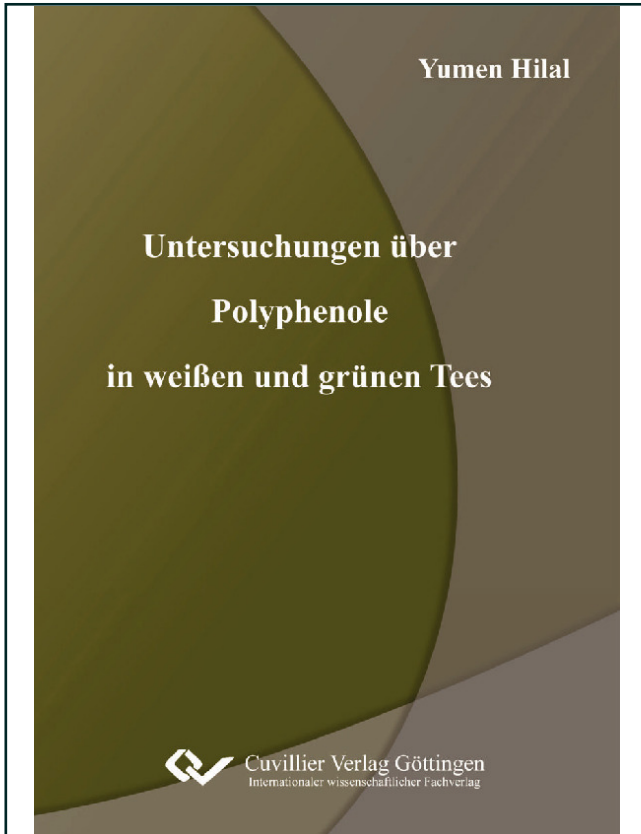 Yumen Hilal
Untersuchungen über
Polyphenole
in weißen und grünen Tees
Cuvillier Verlag Göttingen
Internationaler wissenschaftlicher Fachverlag